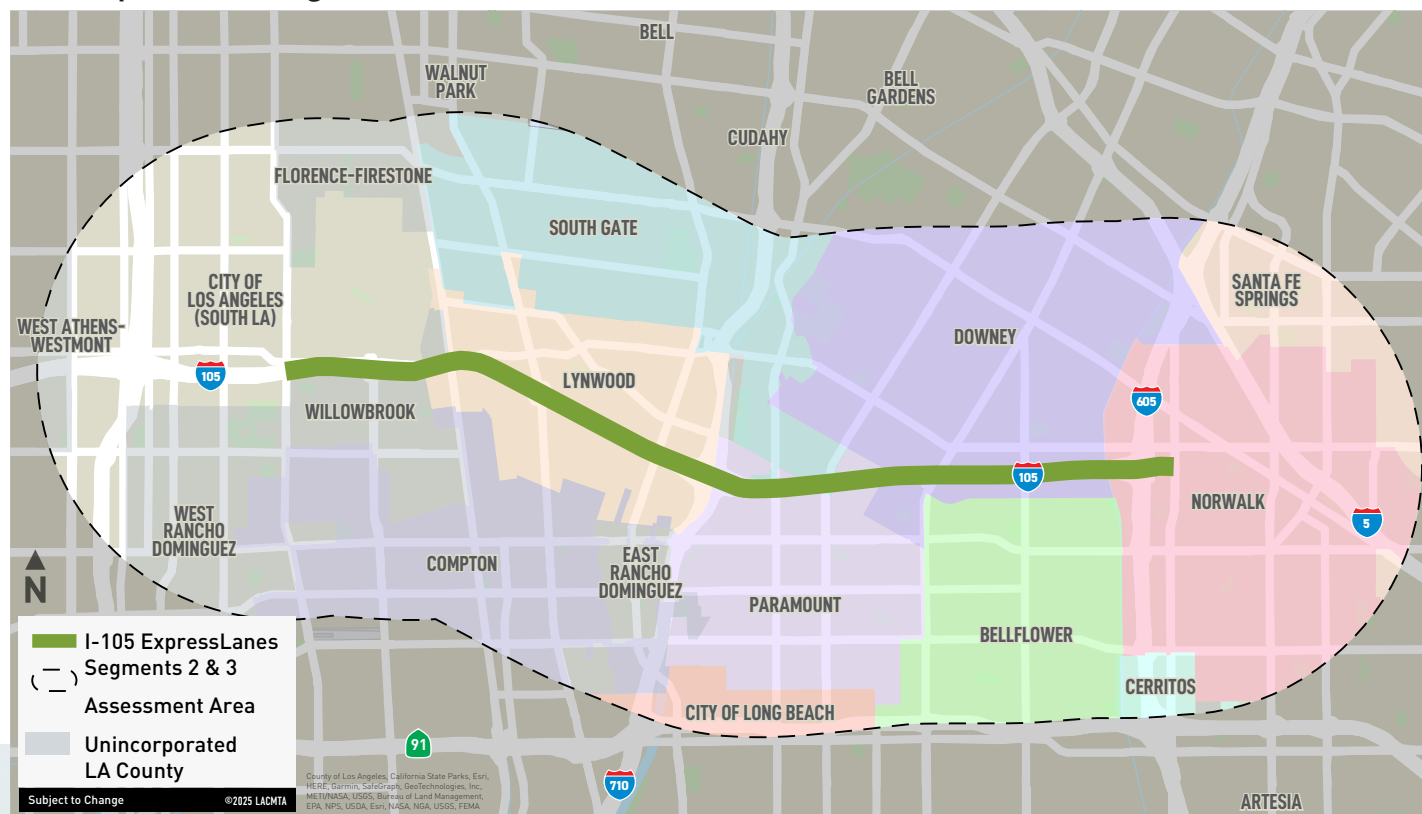 BELL
WALNUT
PARK
BELL
GARDENS
CUDAHY
FLORENCE-FIRESTONE
SOUTH GATE
CITY OF
LOS ANGELES
(SOUTH LA)
SANTA FE
SPRINGS
WEST ATHENS-
WESTMONT
DOWNEY
105
LYNWOOD
605
WILLOWBROOK
105
NORWALK
5
WEST
RANCHO
DOMINGUEZ
COMPTON
EAST
RANCHO
DOMINGUEZ
PARAMOUNT
BELLFLOWER
N
CERRITOS
CITY OF LONG BEACH
91
710
ARTESIA
I-105 ExpressLanes
Segments 2 & 3
Assessment Area
Unincorporated
LA County
Subject to Change ©2025 LACMTA
County of Los Angeles, California State Parks, Esri,
HERE, Garmin, SafeGraph, GeoTechnologies, Inc,
METI/NASA, USGS, Bureau of Land Management,
EPA, NPS, USDA, Esri, NASA, NGA, USGS, FEMA